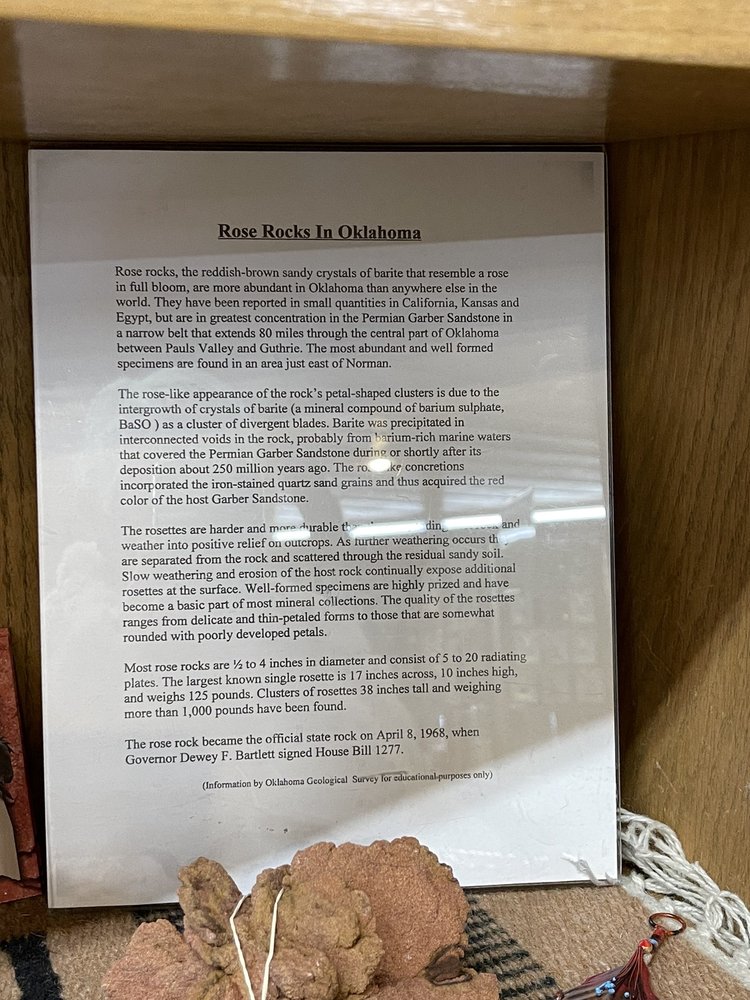 Rose Rocks In Oklahoma
Rose rocks, the reddish-brown sandy crystals of barite that resemble a rose
in full bloom, are more abundant in Oklahoma than anywhere else in the
world. They have been reported in small quantities in California, Kansas and
Egypt, but are in greatest concentration in the Permian Garber Sandstone in
a narrow belt that extends 80 miles through the central part of Oklahoma
between Pauls Valley and Guthrie. The most abundant and well formed
specimens are found in an area just east of Norman.
The rose-like appearance of the rock's petal-shaped clusters is due to the
intergrowth of crystals of barite (a mineral compound of barium sulphate,
BaSO ) as a cluster of divergent blades. Barite was precipitated in
interconnected voids in the rock, probably from barium-rich marine waters
that covered the Permian Garber Sandstone during or shortly after its
deposition about 250 million years ago. The concretions
incorporated the iron-stained quartz sand grains and thus acquired the red
color of the host Garber Sandstone.
The rosettes are harder and more durable and
weather into positive relief on outcrops. As further weathering occurs
are separated from the rock and scattered through the residual sandy soil.
Slow weathering and erosion of the host rock continually expose additional
rosettes at the surface. Well-formed specimens are highly prized and have
become a basic part of most mineral collections. The quality of the rosettes
ranges from delicate and thin-petaled forms to those that are somewhat
rounded with poorly developed petals.
Most rose rocks are ½ to 4 inches in diameter and consist of 5 to 20 radiating
plates. The largest known single rosette is 17 inches across, 10 inches high,
and weighs 125 pounds. Clusters of rosettes 38 inches tall and weighing
more than 1,000 pounds have been found.
The rose rock became the official state rock on April 8, 1968, when
Governor Dewey F. Bartlett signed House Bill 1277.
(Information by Oklahoma Geological Survey for educational purposes only)